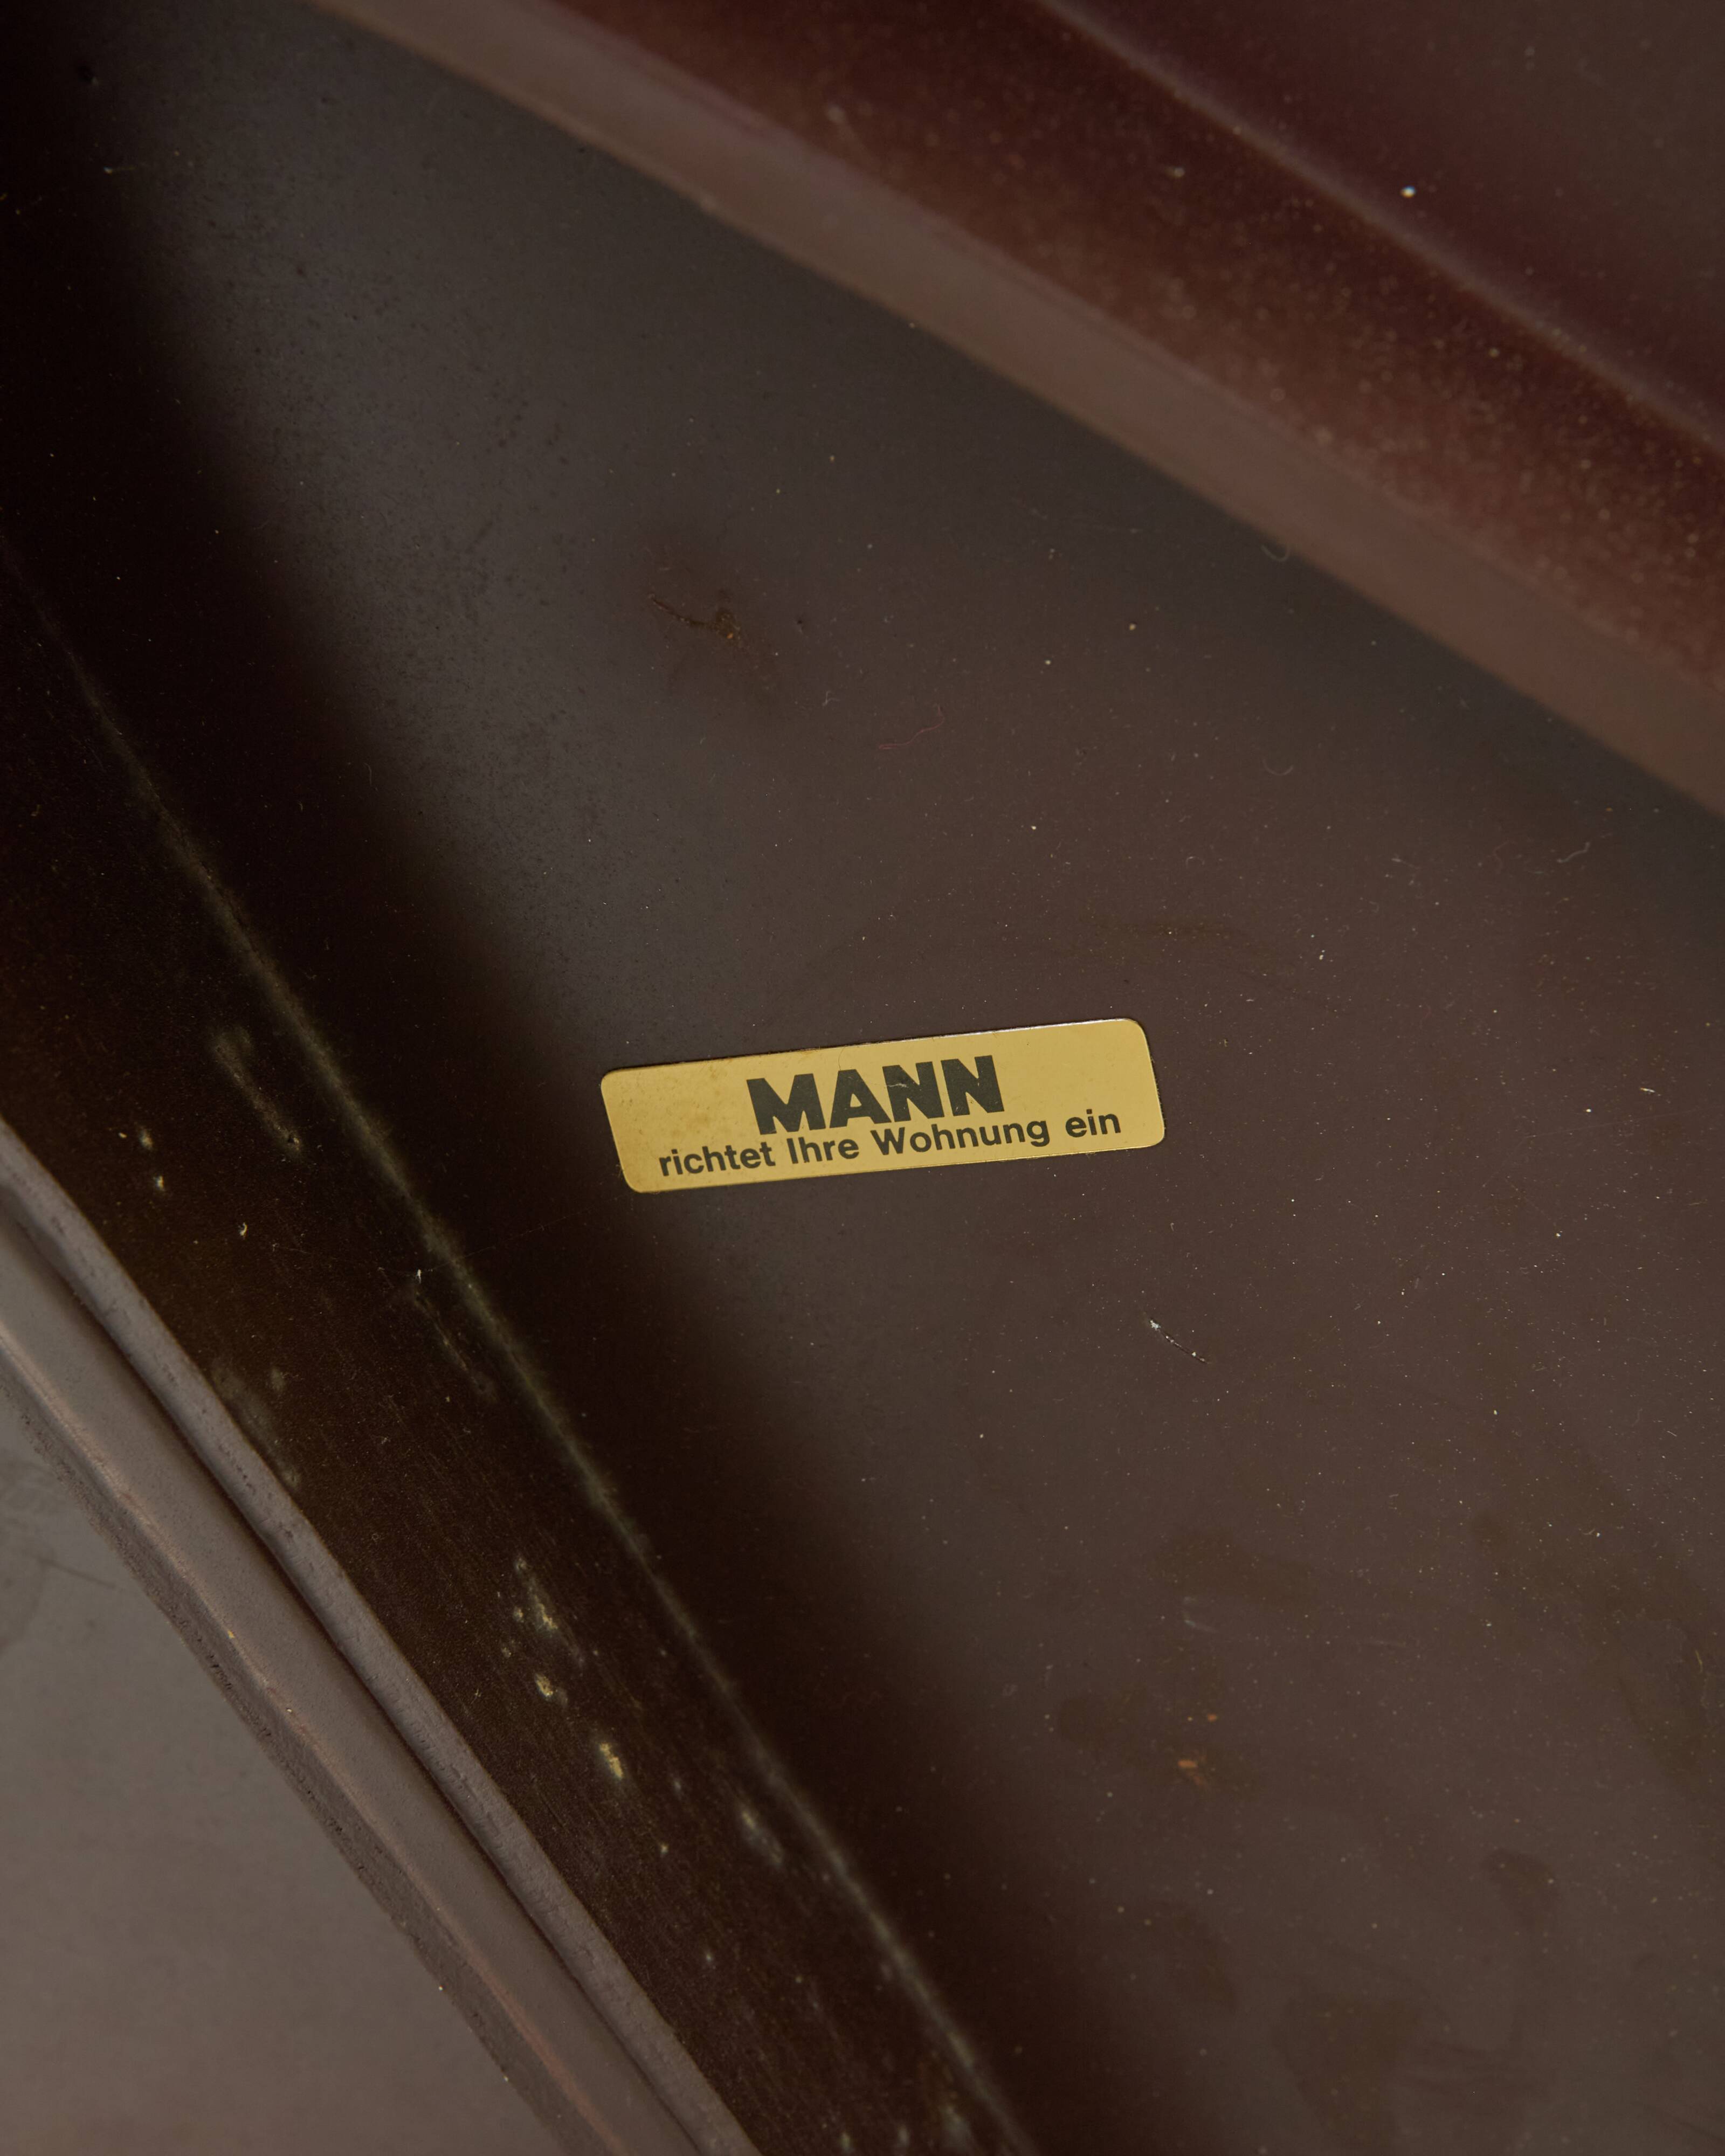 MANN
richtet Ihre Wohnung ein